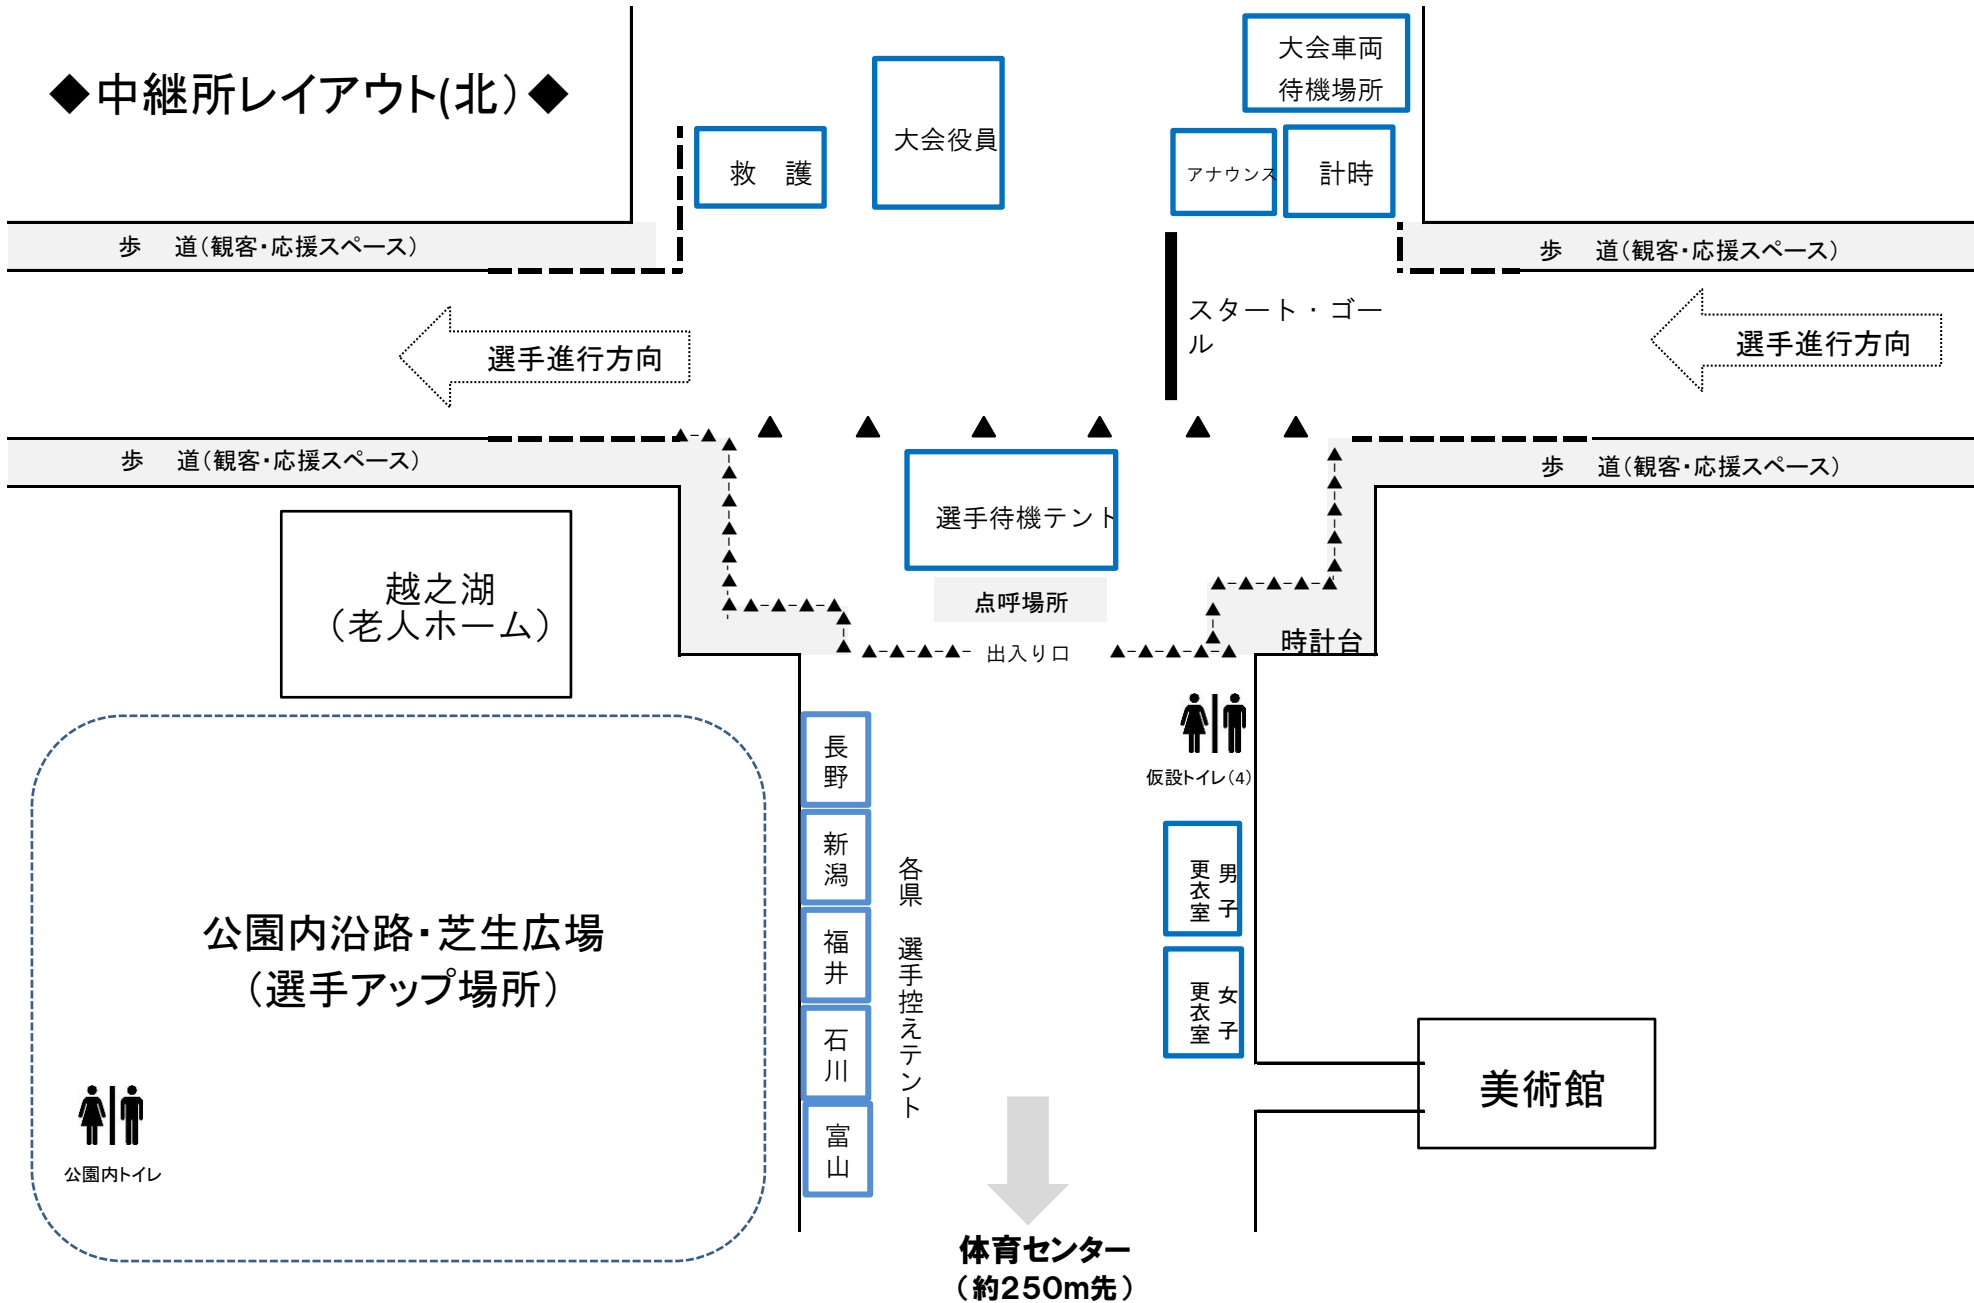 ◆中継所レイアウト(北)◆
大会車両
待機場所
大会役員
救　護
アナウンス
計時
歩　道(観客・応援スペース)
歩　道(観客・応援スペース)
スタート・ゴー
ル
選手進行方向
選手進行方向
歩　道(観客・応援スペース)
歩　道(観客・応援スペース)
選手待機テント
点呼場所
越之湖
(老人ホーム)
出入り口
時計台
仮設トイレ(4)
長野
新潟
福井
石川
富山
各県　選手控えテント
男子
更衣室
女子
更衣室
公園内沿路・芝生広場
(選手アップ場所)
公園内トイレ
美術館
体育センター
(約250m先)